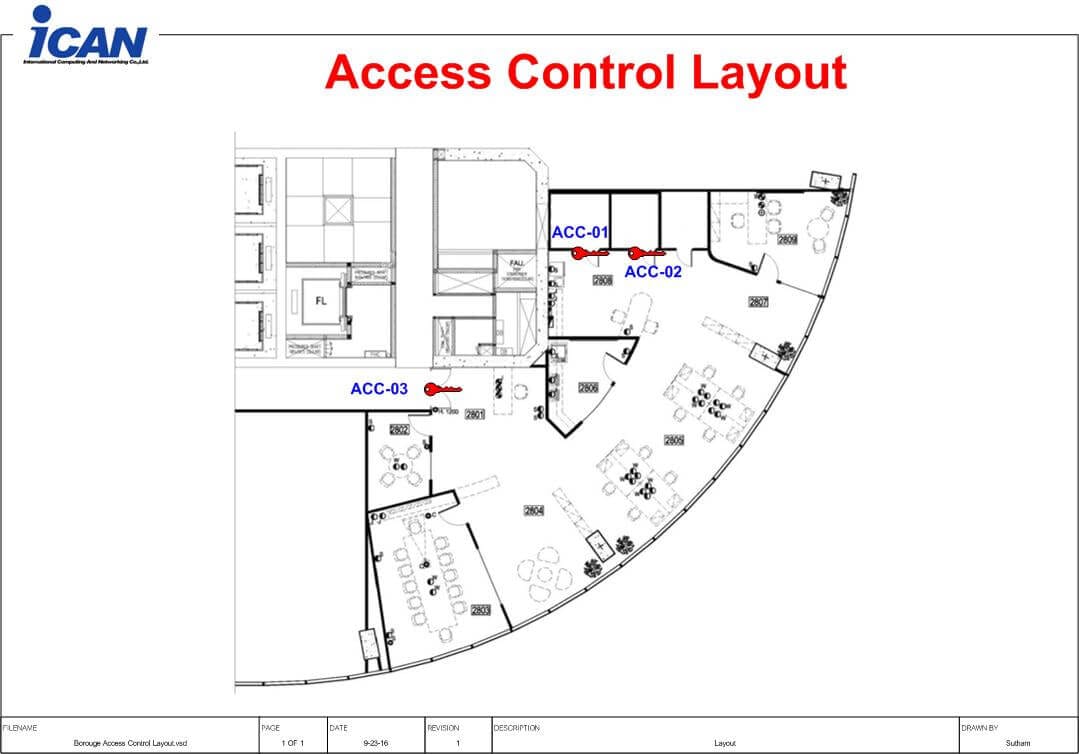 iCAN
International Computing And Networking Co.,Ltd.
Access Control Layout
ACC-01
ACC-02
2809
FAU.
2808
2807
FL
ACC-03
2806
H. 1200
2801
2802
2805
2804
2803
FILENAME
Borouge Access Control Layout.vsd
PAGE
1 OF 1
DATE
9-23-16
REVISION
1
DESCRIPTION
Layout
DRAWN BY
Sutham